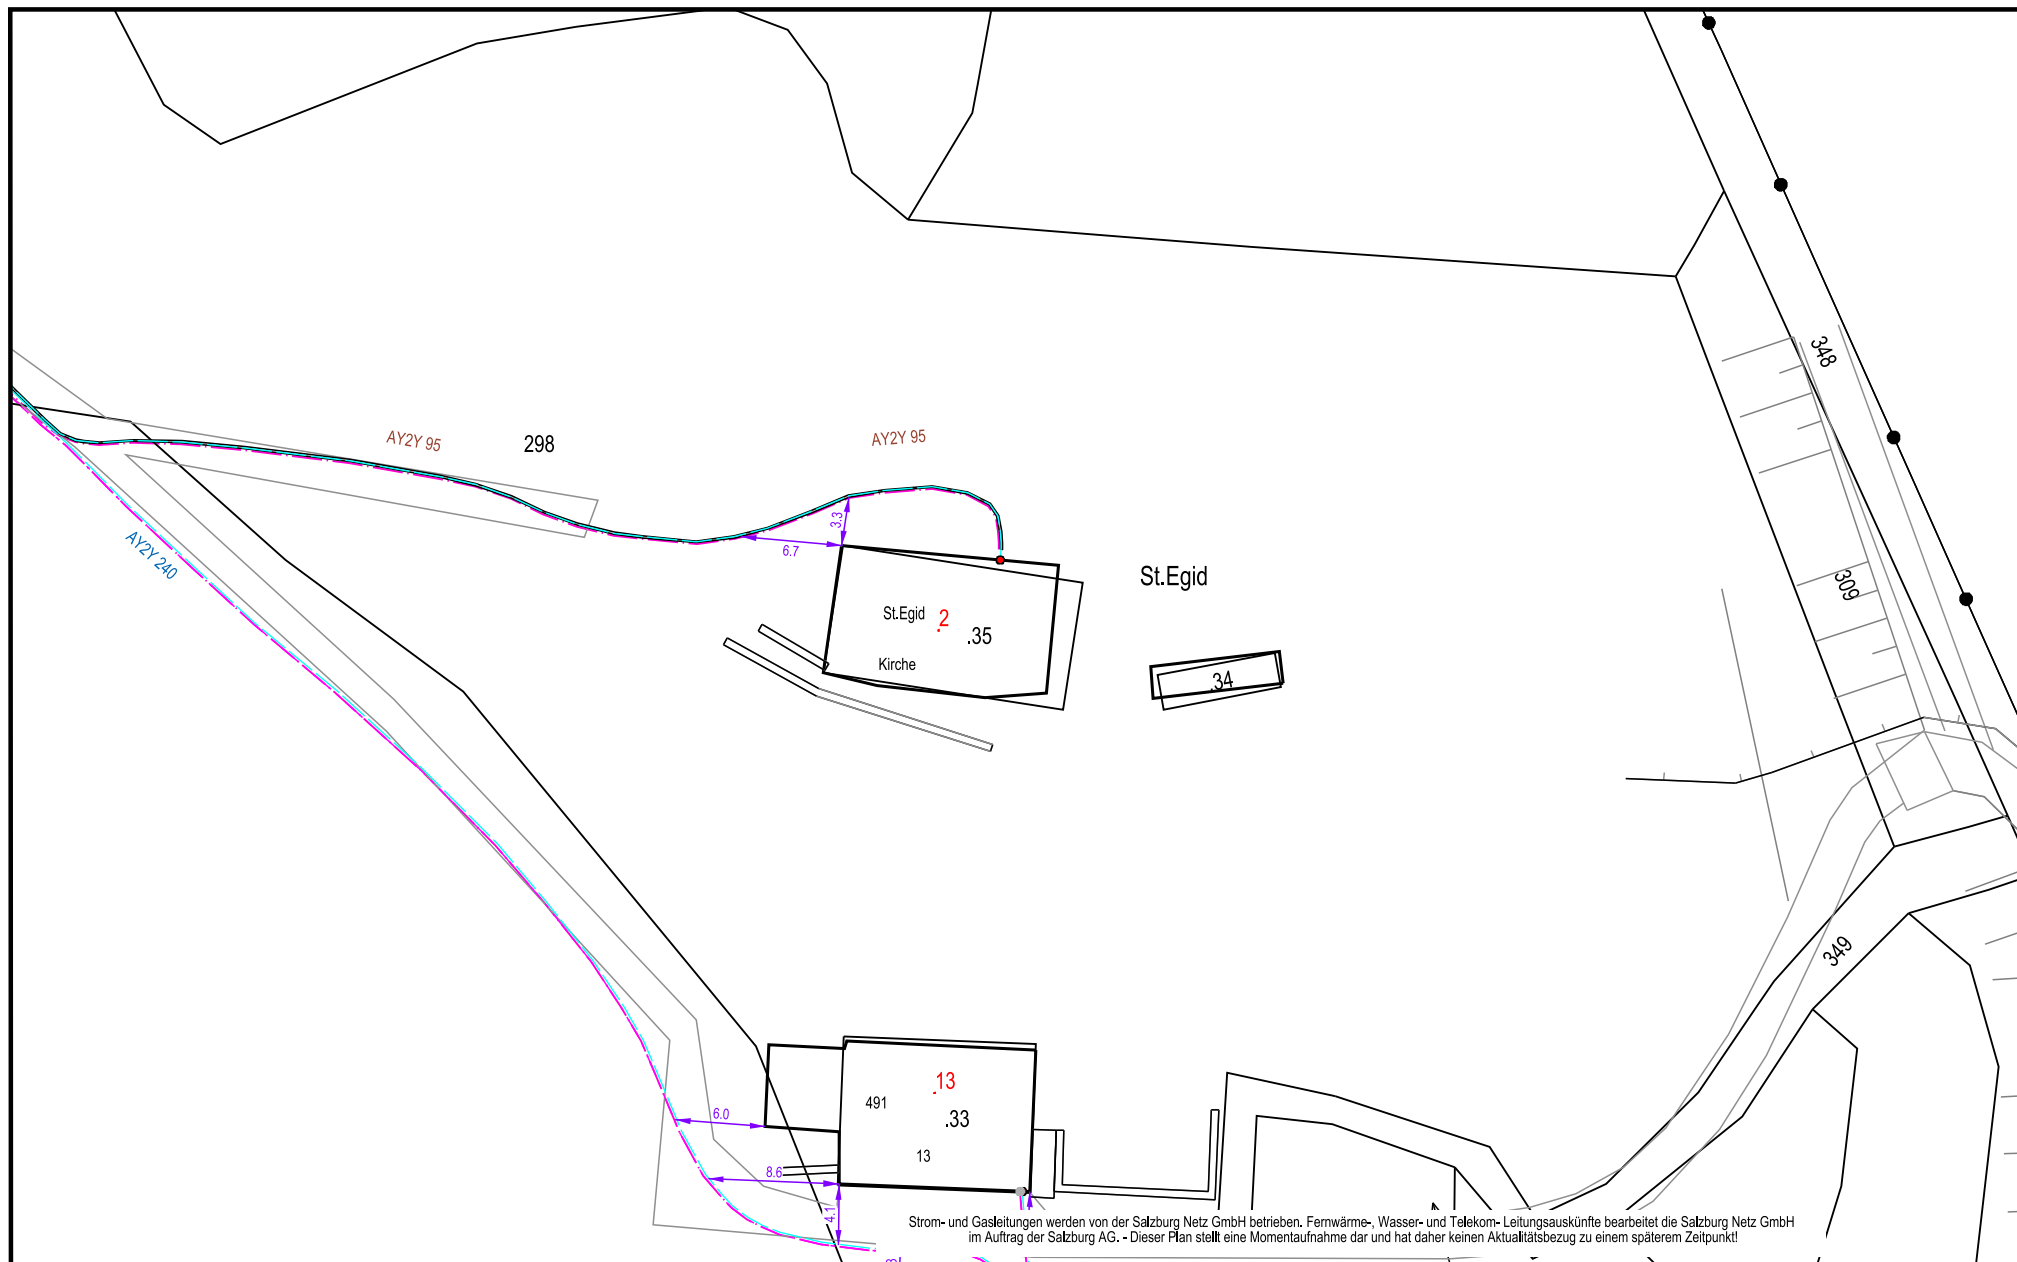 348
AY2Y 95
298
AY2Y 95
3.3
6.7
AY2Y 240
St.Egid
309
St.Egid
2
.35
Kirche
.34
349
13
491
.33
6.0
13
8.6
4.1
Strom- und Gasleitungen werden von der Salzburg Netz GmbH betrieben. Fernwärme-, Wasser- und Telekom- Leitungsauskünfte bearbeitet die Salzburg Netz GmbH
im Auftrag der Salzburg AG. - Dieser Plan stellt eine Momentaufnahme dar und hat daher keinen Aktualitätsbezug zu einem späterem Zeitpunkt!